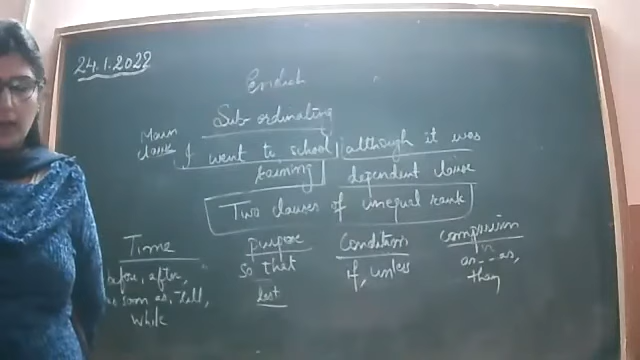 24.1.2022
English
Sub-ordinating
Main clause
I went to school although it was
raining dependent clause
Two clauses of unequal rank
Time purpose Condition comparison
before, after, so that if, unless as--as,
as soon as, Till, lest than
while